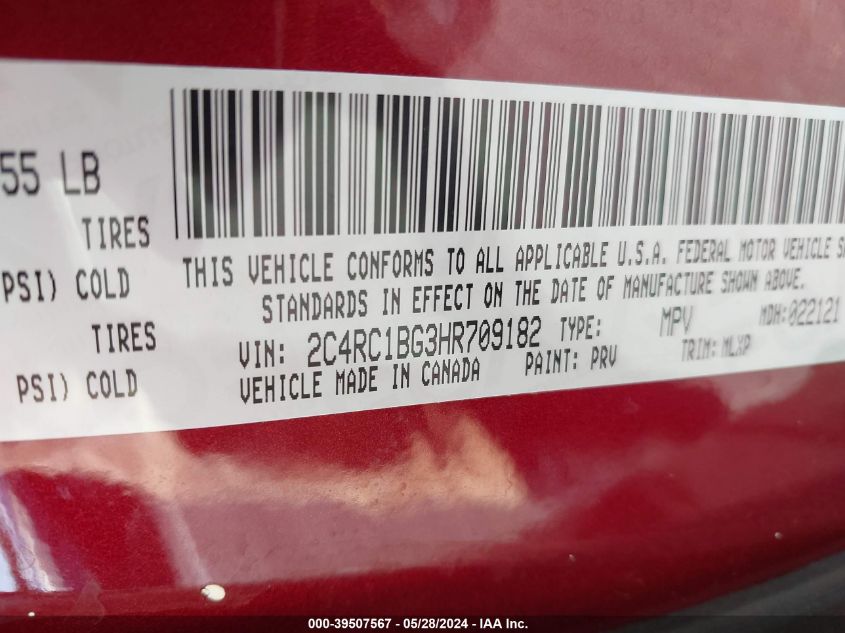 55 LB
TIRES
PSI) COLD
TIRES
PSI) COLD
THIS VEHICLE CONFORMS TO ALL APPLICABLE U.S.A. FEDERAL MOTOR VEHICLE
STANDARDS IN EFFECT ON THE DATE OF MANUFACTURE SHOWN ABOVE.
VIN: 2C4RC1BG3HR709182 TYPE: MPV MDH:022121
VEHICLE MADE IN CANADA PAINT: PRV TRIM: MLXP
000-39507567 - 05/28/2024 - IAA Inc.